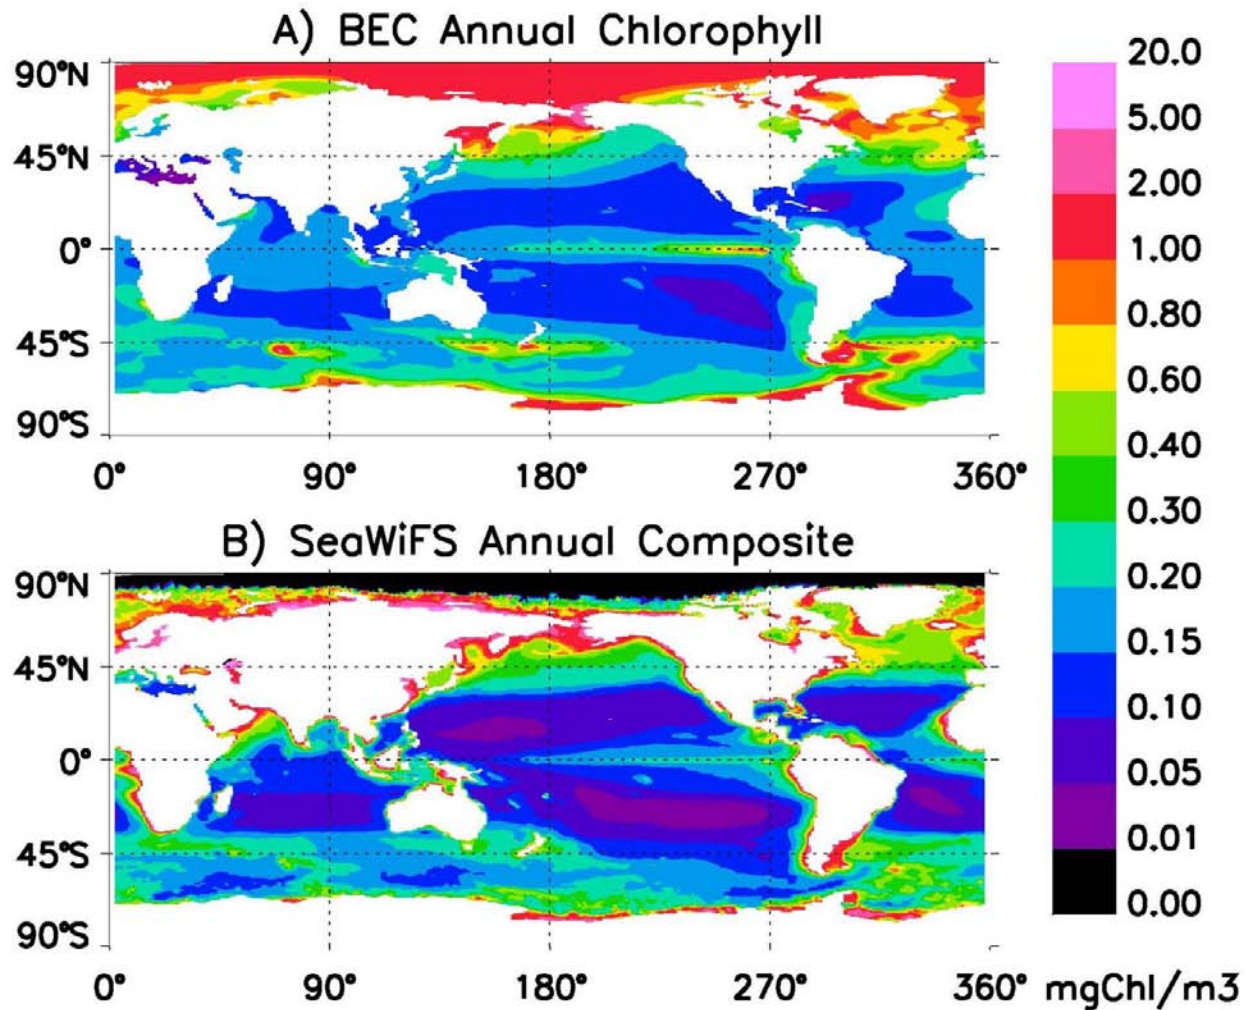 A) BEC Annual Chlorophyll
90°N
45°N
0°
45°S
90°S
0° 90° 180° 270° 360°
B) SeaWiFS Annual Composite
90°N
45°N
0°
45°S
90°S
0° 90° 180° 270° 360°
20.0
5.00
2.00
1.00
0.80
0.60
0.40
0.30
0.20
0.15
0.10
0.05
0.01
0.00
mgChl/m3